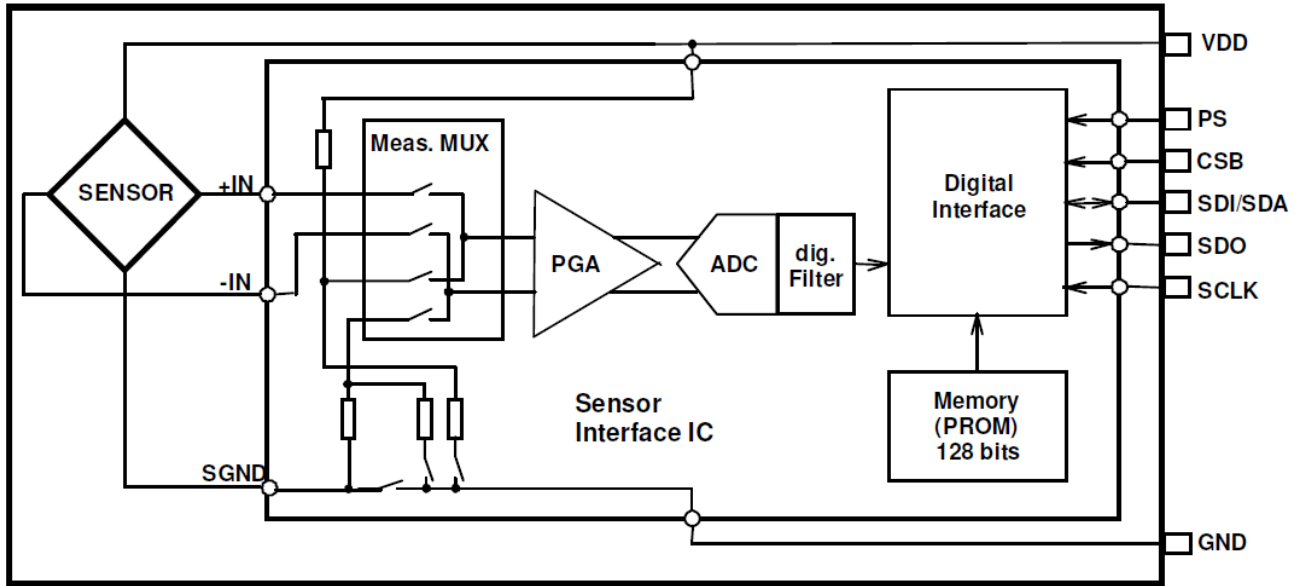 VDD
PS
CSB
SDI/SDA
SDO
SCLK
GND
SENSOR
+IN
-IN
SGND
Meas. MUX
PGA
ADC
dig.
Filter
Digital
Interface
Memory
(PROM)
128 bits
Sensor
Interface IC